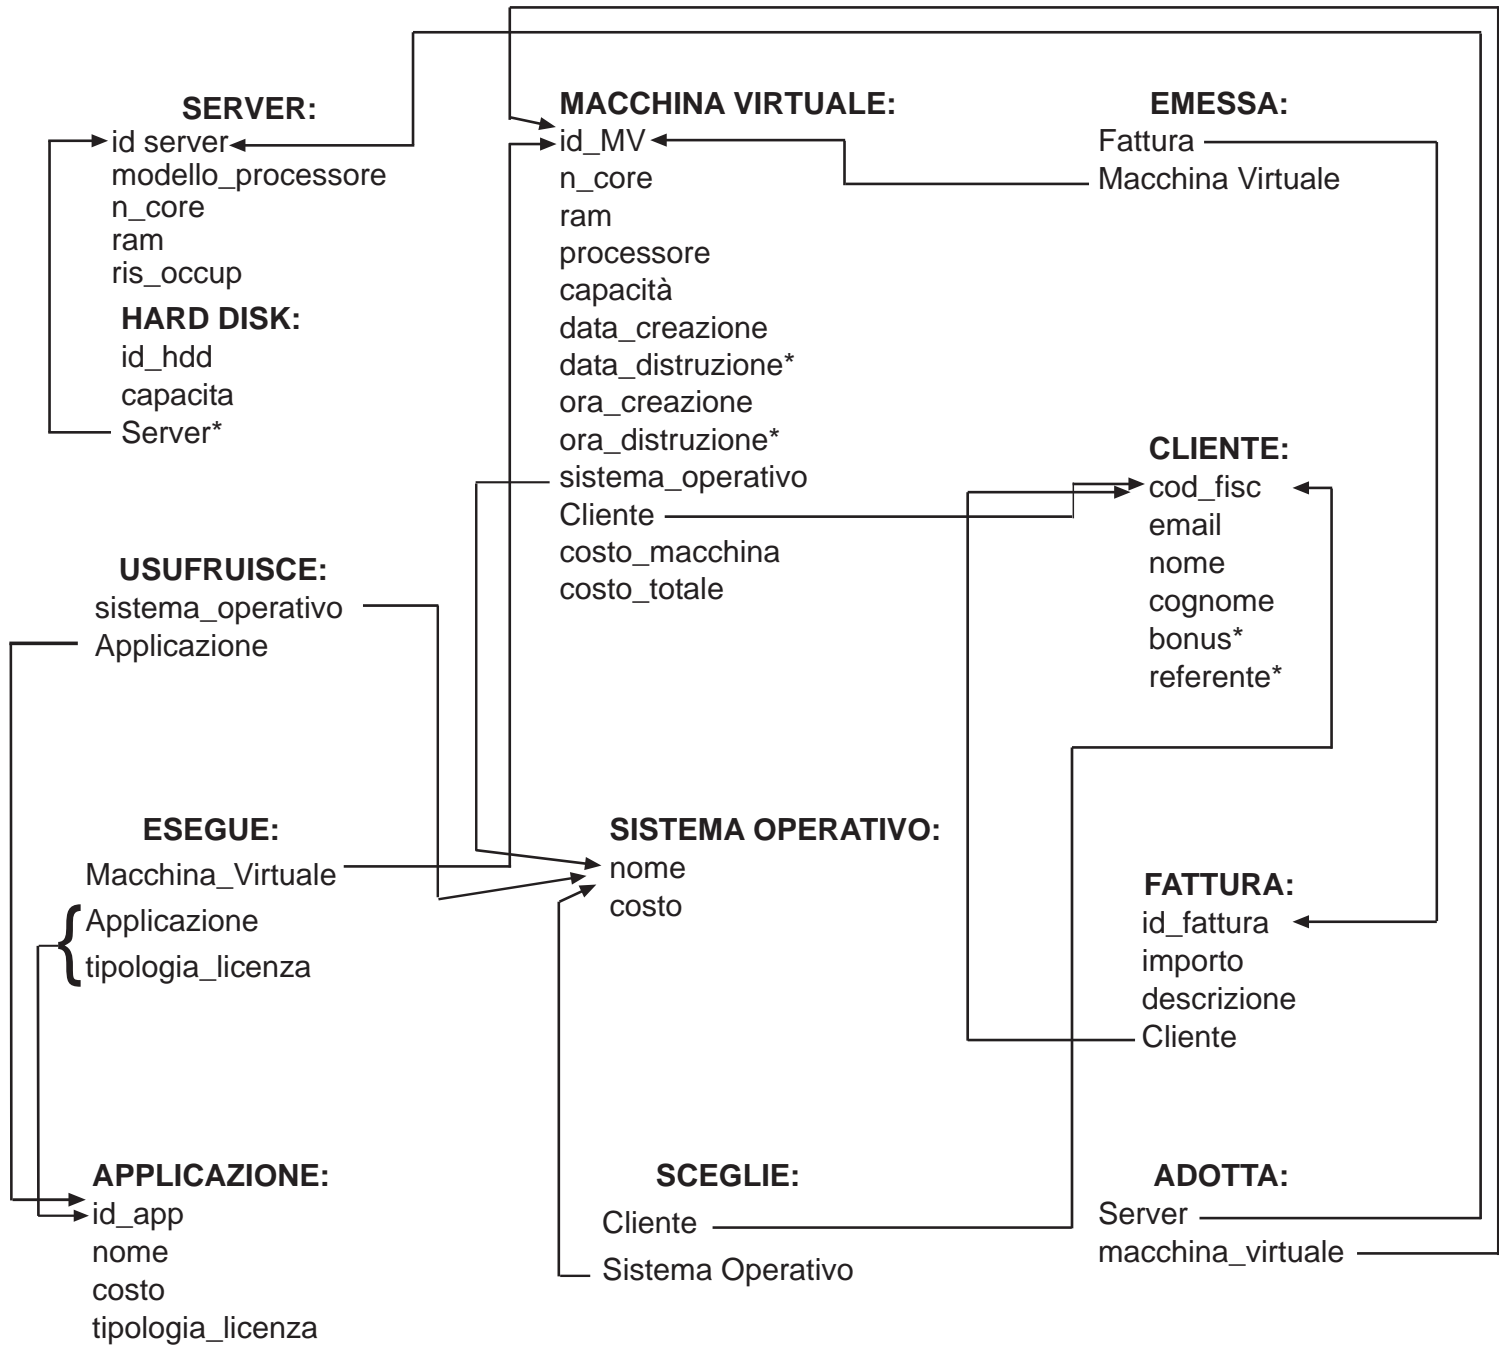 SERVER:
id server
modello_processore
n_core
ram
ris_occup
HARD DISK:
id_hdd
capacita
Server*
MACCHINA VIRTUALE:
id_MV
n_core
ram
processore
capacità
data_creazione
data_distruzione*
ora_creazione
ora_distruzione*
sistema_operativo
Cliente
costo_macchina
costo_totale
EMESSA:
Fattura
Macchina Virtuale
CLIENTE:
cod_fisc
email
nome
cognome
bonus*
referente*
USUFRUISCE:
sistema_operativo
Applicazione
ESEGUE:
Macchina_Virtuale
Applicazione
tipologia_licenza
SISTEMA OPERATIVO:
nome
costo
FATTURA:
id_fattura
importo
descrizione
Cliente
APPLICAZIONE:
id_app
nome
costo
tipologia_licenza
SCEGLIE:
Cliente
Sistema Operativo
ADOTTA:
Server
macchina_virtuale